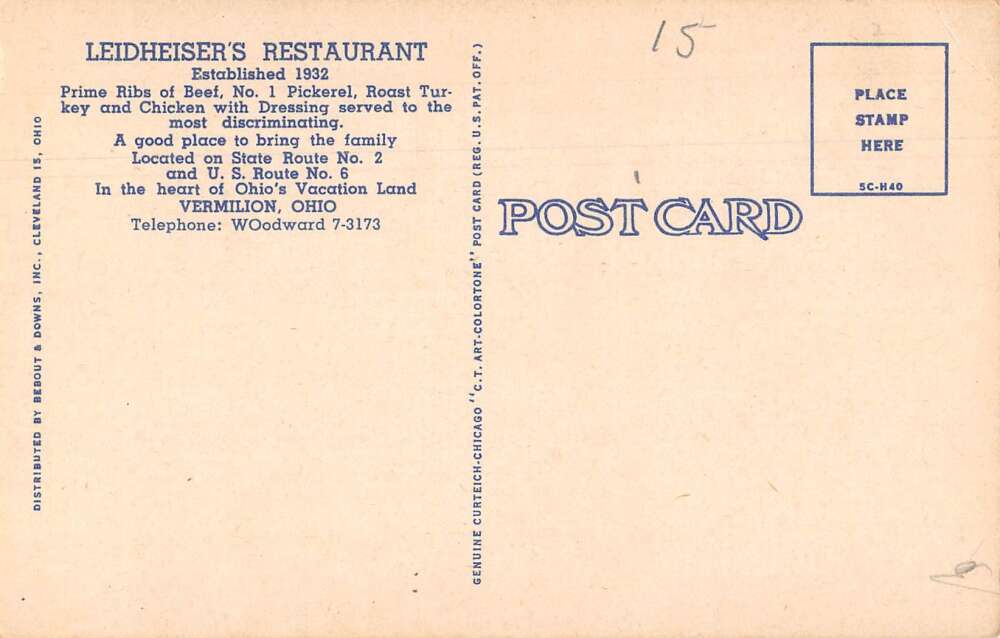 LEIDHEISER'S RESTAURANT
Established 1932
Prime Ribs of Beef, No. 1 Pickerel, Roast Tur-
key and Chicken with Dressing served to the
most discriminating.
A good place to bring the family
Located on State Route No. 2
and U. S. Route No. 6
In the heart of Ohio's Vacation Land
VERMILION, OHIO
Telephone: WOodward 7-3173
DISTRIBUTED BY BEBOUT & DOWNS, INC., CLEVELAND 15, OHIO
GENUINE CURTEICH-CHICAGO "C.T. ART-COLORTONE" POST CARD (REG. U.S. PAT. OFF.)
15
POST CARD
PLACE
STAMP
HERE
5C-H40